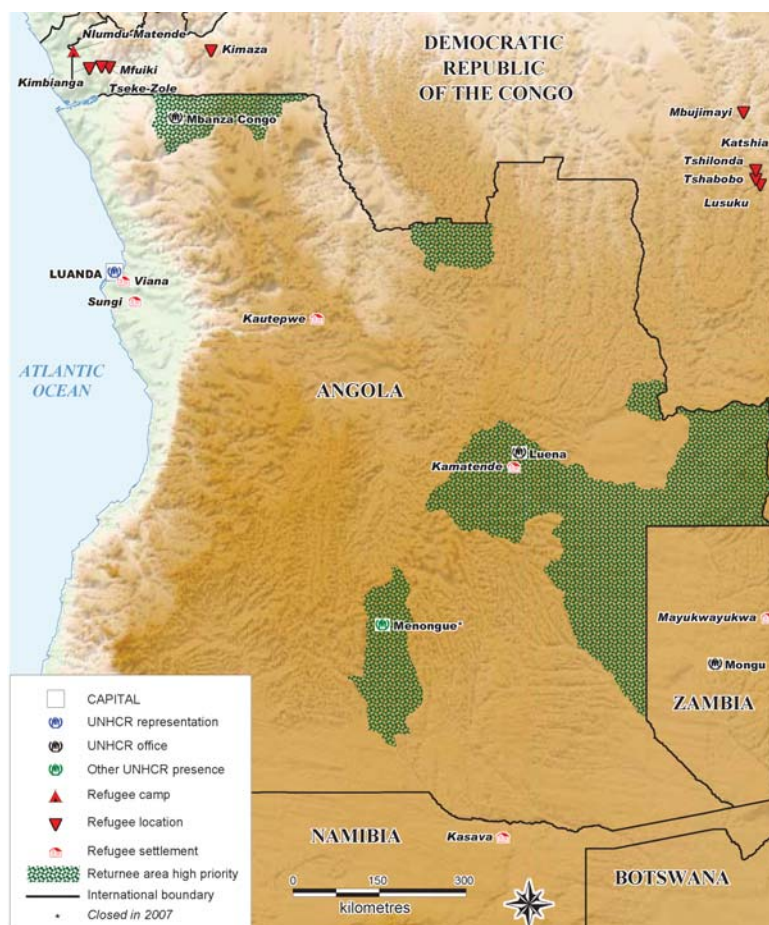 Nlumdu-Matende
Kimaza
DEMOCRATIC
REPUBLIC
OF THE CONGO
Mfuiki
Kimbianga
Tseke-Zole
Mbanza Congo
Mbujimayi
Katshia
Tshilonda
Tshabobo
Lusuku
LUANDA
Viana
Sungi
Kautepwe
ATLANTIC
OCEAN
ANGOLA
Luena
Kamatende
Menongue*
Mayukwayukwa
Mongu
ZAMBIA
CAPITAL
UNHCR representation
UNHCR office
Other UNHCR presence
Refugee camp
Refugee location
Refugee settlement
Returnee area high priority
International boundary
* Closed in 2007
NAMIBIA
Kasava
BOTSWANA
0 150 300
kilometres